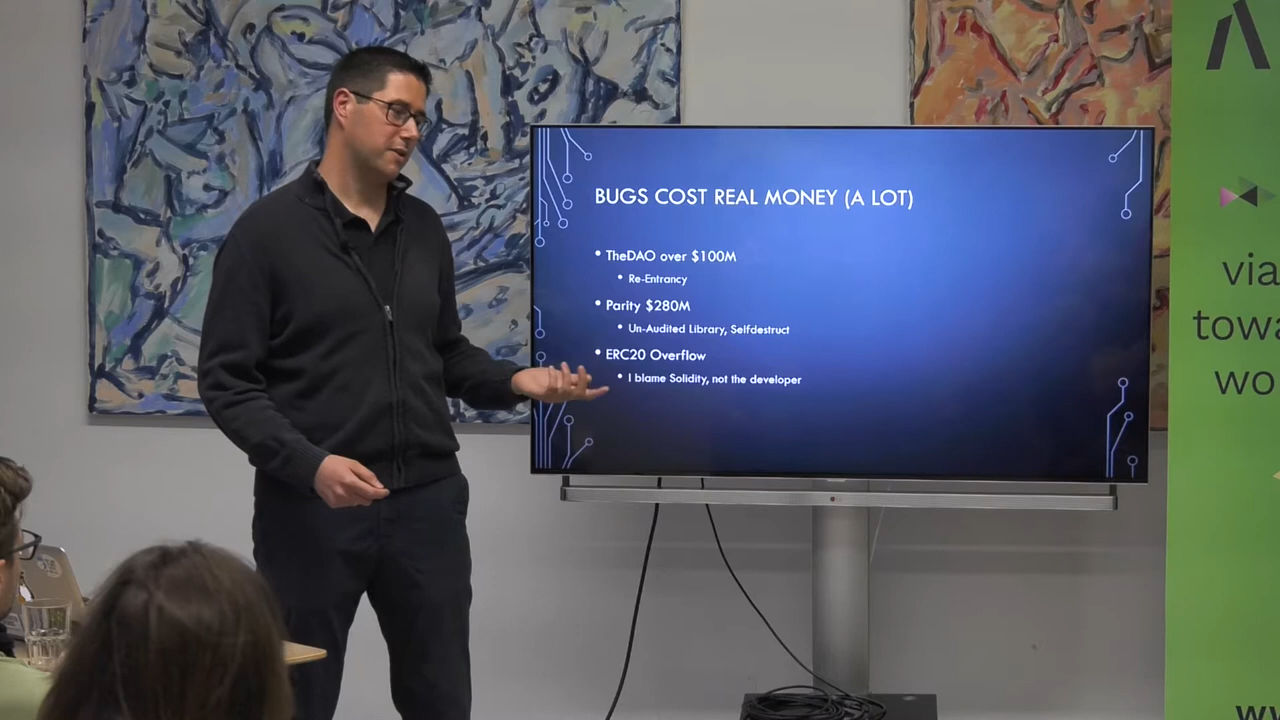 BUGS COST REAL MONEY (A LOT)
• TheDAO over $100M
• Re-Entrancy
• Parity $280M
• Un-Audited Library, Selfdestruct
• ERC20 Overflow
• I blame Solidity, not the developer
LG
via
towa
wo